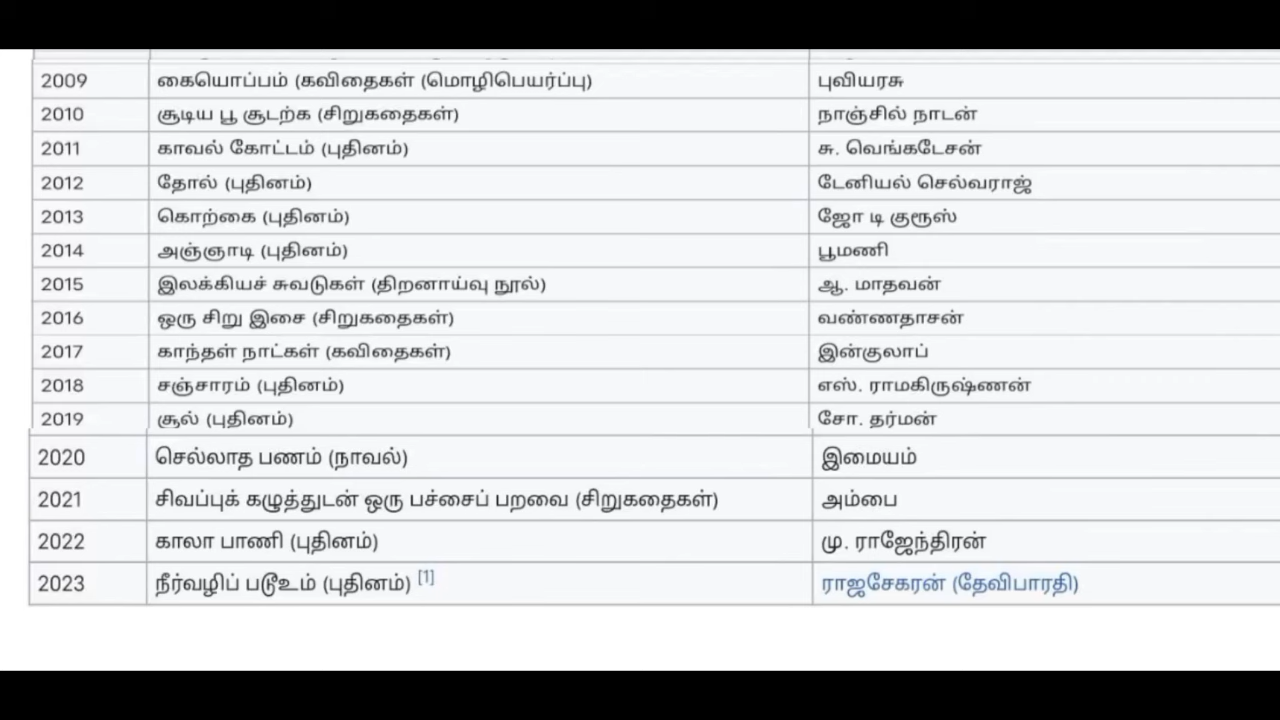 2009 கையொப்பம் (கவிதைகள் (மொழிபெயர்ப்பு) புவியரசு
2010 சூடிய பூ சூடற்க (சிறுகதைகள்) நாஞ்சில் நாடன்
2011 காவல் கோட்டம் (புதினம்) சு. வெங்கடேசன்
2012 தோல் (புதினம்) டேனியல் செல்வராஜ்
2013 கொற்கை (புதினம்) ஜோ டி குரூஸ்
2014 அஞ்ஞாடி (புதினம்) பூமணி
2015 இலக்கியச் சுவடுகள் (திறனாய்வு நூல்) ஆ. மாதவன்
2016 ஒரு சிறு இசை (சிறுகதைகள்) வண்ணதாசன்
2017 காந்தள் நாட்கள் (கவிதைகள்) இன்குலாப்
2018 சஞ்சாரம் (புதினம்) எஸ். ராமகிருஷ்ணன்
2019 சூல் (புதினம்) சோ. தர்மன்
2020 செல்லாத பணம் (நாவல்) இமையம்
2021 சிவப்புக் கழுத்துடன் ஒரு பச்சைப் பறவை (சிறுகதைகள்) அம்பை
2022 காலா பாணி (புதினம்) மு. ராஜேந்திரன்
2023 நீர்வழிப் படூஉம் (புதினம்) [1] ராஜசேகரன் (தேவிபாரதி)